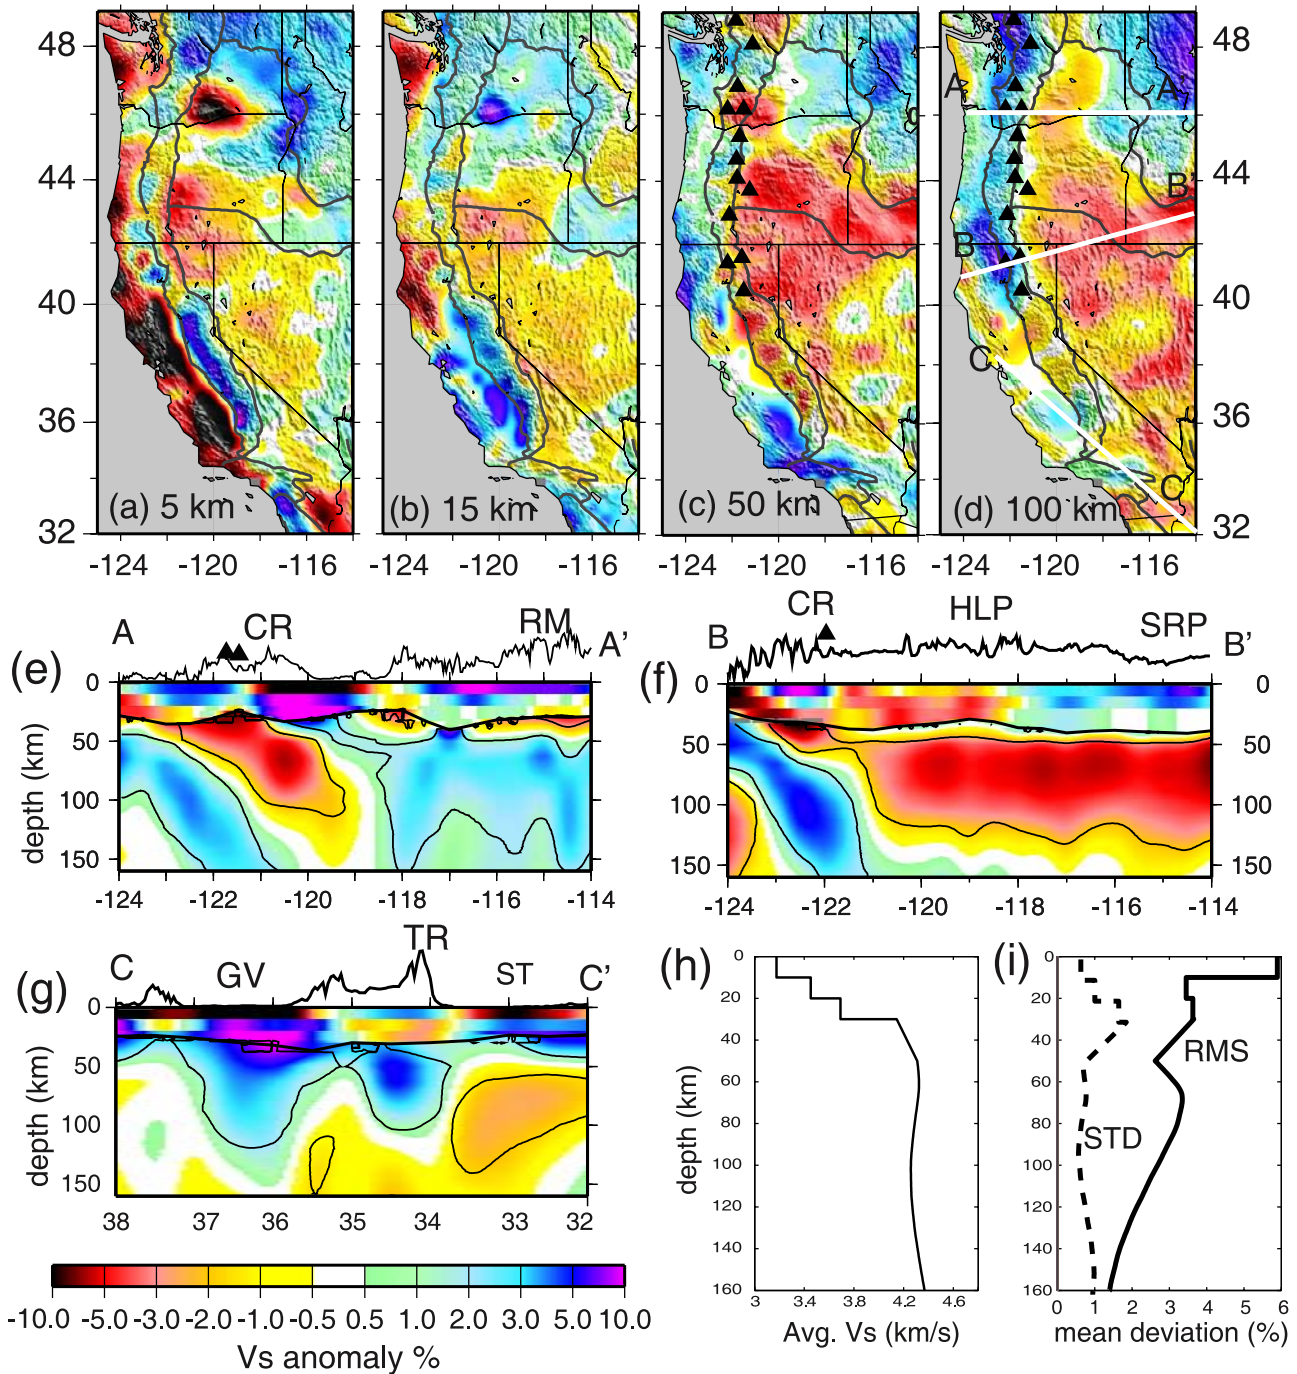 48
44
40
36
32
(a) 5 km
(b) 15 km
(c) 50 km
(d) 100 km
A
A'
B
B'
C
C'
48
44
40
36
32
-124 -120 -116
-124 -120 -116
-124 -120 -116
-124 -120 -116
(e)
A
CR
RM
A'
0
50
100
150
depth (km)
-124 -122 -120 -118 -116 -114
(f)
B
CR
HLP
SRP
B'
0
50
100
150
0
50
100
150
-124 -122 -120 -118 -116 -114
(g)
C
GV
TR
ST
C'
0
50
100
150
depth (km)
38 37 36 35 34 33 32
-10.0 -5.0 -3.0 -2.0 -1.0 -0.5 0.5 1.0 2.0 3.0 5.0 10.0
Vs anomaly %
(h)
0
20
40
60
80
100
120
140
160
depth (km)
3 3.4 3.8 4.2 4.6
Avg. Vs (km/s)
(i)
0
20
40
60
80
100
120
140
160
RMS
STD
0 1 2 3 4 5 6
mean deviation (%)